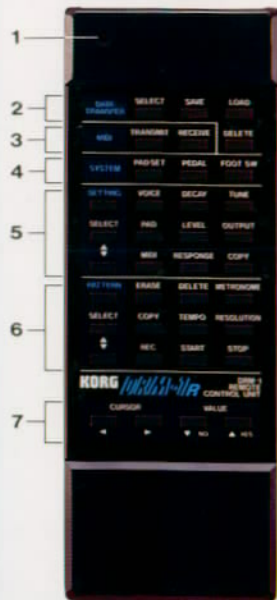 1
2 DATA TRANSFER SELECT SAVE LOAD
3 MIDI TRANSMIT RECEIVE DELETE
4 SYSTEM PAD SET PEDAL FOOT SW
5 SETTING VOICE DECAY TUNE
SELECT PAD LEVEL OUTPUT
MIDI RESPONSE COPY
6 PATTERN ERASE DELETE METRONOME
SELECT COPY TEMPO RESOLUTION
REC START STOP
KORG DRM-1 REMOTE CONTROL UNIT
7 CURSOR VALUE
NO YES